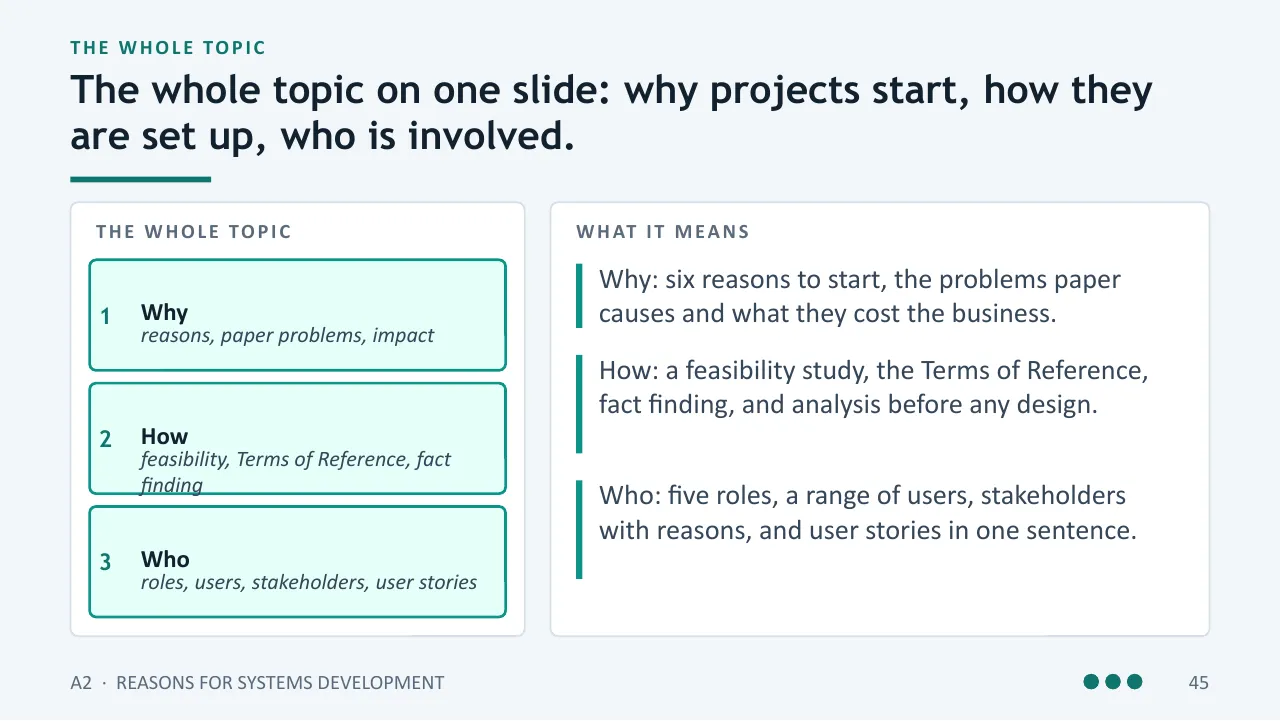 THE WHOLE TOPIC
The whole topic on one slide: why projects start, how they
are set up, who is involved.
THE WHOLE TOPIC
1
Why
reasons, paper problems, impact
2
How
feasibility, Terms of Reference, fact
finding
3
Who
roles, users, stakeholders, user stories
WHAT IT MEANS
Why: six reasons to start, the problems paper
causes and what they cost the business.
How: a feasibility study, the Terms of Reference,
fact finding, and analysis before any design.
Who: five roles, a range of users, stakeholders
with reasons, and user stories in one sentence.
A2 · REASONS FOR SYSTEMS DEVELOPMENT
45